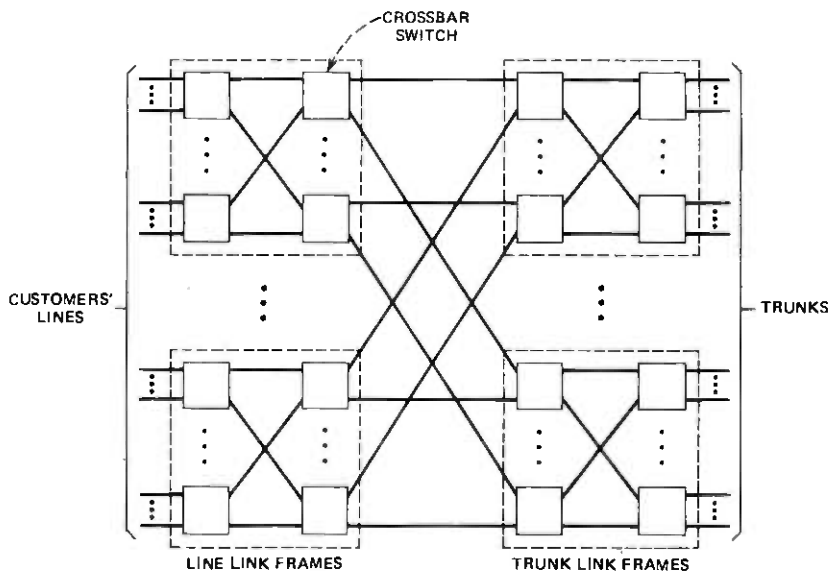 CROSSBAR
SWITCH
CUSTOMERS'
LINES
TRUNKS
LINE LINK FRAMES
TRUNK LINK FRAMES